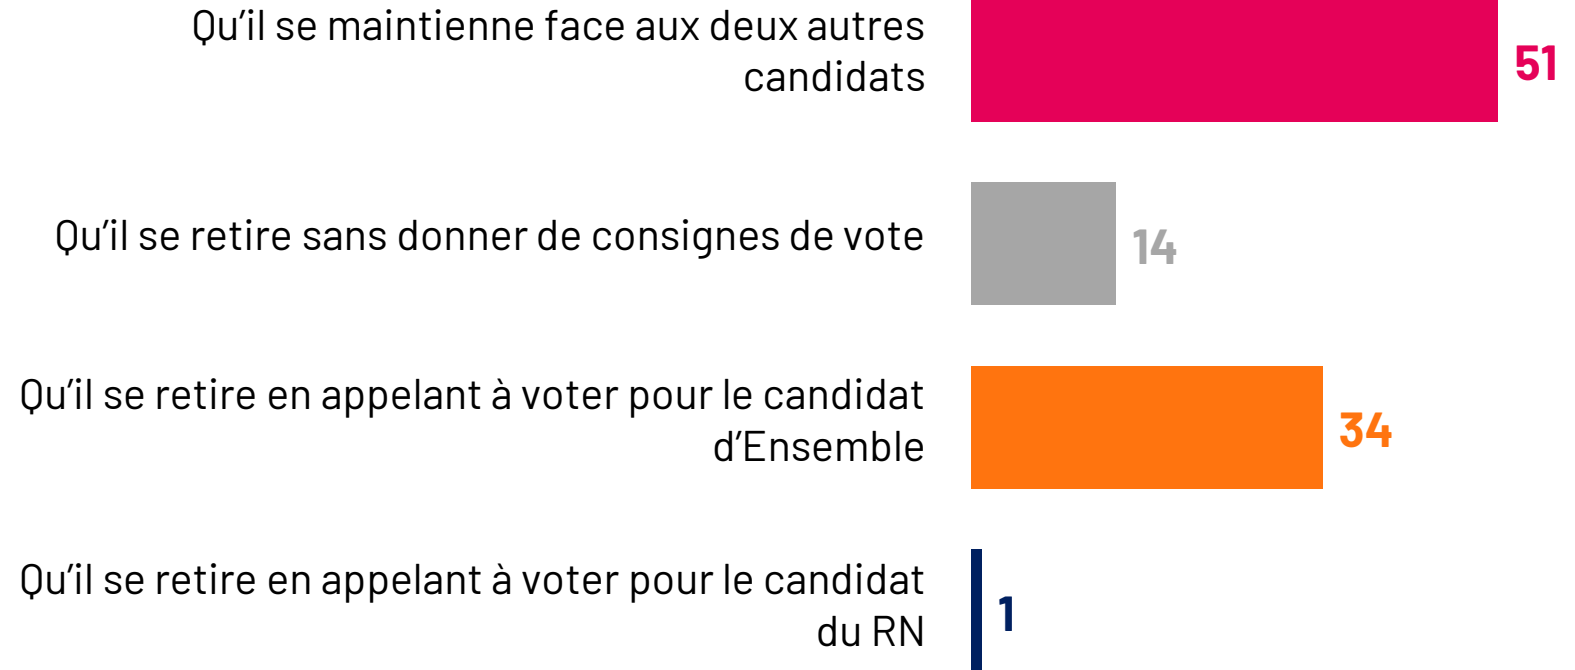 Qu’il se maintienne face aux deux autres
candidats
51
Qu’il se retire sans donner de consignes de vote
14
Qu’il se retire en appelant à voter pour le candidat
d’Ensemble
34
Qu’il se retire en appelant à voter pour le candidat
du RN
1